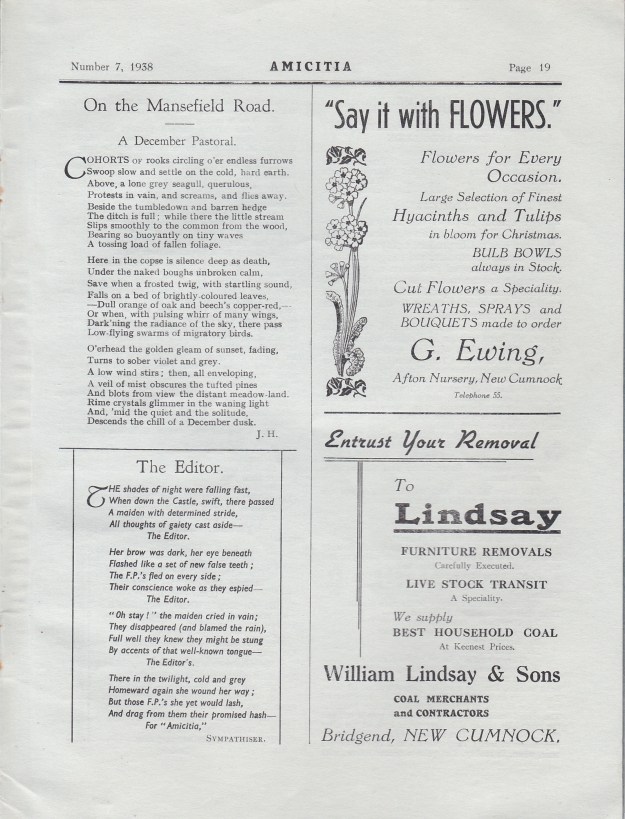 Number 7, 1938
AMICITIA
Page 19
On the Mansefield Road.
A December Pastoral.
COHORTS or rooks circling o'er endless furrows
Swoop slow and settle on the cold, hard earth.
Above, a lone grey seagull, querulous,
Protests in vain, and screams, and flies away.
Beside the tumbledown and barren hedge
The ditch is full; while there the little stream
Slips smoothly to the common from the wood,
Bearing so buoyantly on tiny waves
A tossing load of fallen foliage.
Here in the copse is silence deep as death,
Under the naked boughs unbroken calm,
Save when a frosted twig, with startling sound,
Falls on a bed of brightly-coloured leaves,
—Dull orange of oak and beech's copper-red,—
Or when, with pulsing whirr of many wings,
Dark'ning the radiance of the sky, there pass
Low-flying swarms of migratory birds.
O'erhead the golden gleam of sunset, fading,
Turns to sober violet and grey.
A low wind stirs; then, all enveloping,
A veil of mist obscures the tufted pines
And blots from view the distant meadow-land.
Rime crystals glimmer in the waning light
And, 'mid the quiet and the solitude,
Descends the chill of a December dusk.
J. H.
The Editor.
THE shades of night were falling fast,
When down the Castle, swift, there passed
A maiden with determined stride,
All thoughts of gaiety cast aside—
The Editor.
Her brow was dark, her eye beneath
Flashed like a set of new false teeth;
The F.P.'s fled on every side;
Their conscience woke as they espied—
The Editor.
"Oh stay!" the maiden cried in vain;
They disappeared (and blamed the rain),
Full well they knew they might be stung
By accents of that well-known tongue—
The Editor's.
There in the twilight, cold and grey
Homeward again she wound her way;
But those F.P.'s she yet would lash,
And drag from them their promised hash—
For "Amicitia,"
SYMPATHISER.
"Say it with FLOWERS."
Flowers for Every
Occasion.
Large Selection of Finest
Hyacinths and Tulips
in bloom for Christmas.
BULB BOWLS
always in Stock.
Cut Flowers a Speciality.
WREATHS, SPRAYS and
BOUQUETS made to order
G. Ewing,
Afton Nursery, New Cumnock
Telephone 55.
Entrust Your Removal
To
Lindsay
FURNITURE REMOVALS
Carefully Executed.
LIVE STOCK TRANSIT
A Speciality.
We supply
BEST HOUSEHOLD COAL
At Keenest Prices.
William Lindsay & Sons
COAL MERCHANTS
and CONTRACTORS
Bridgend, NEW CUMNOCK.